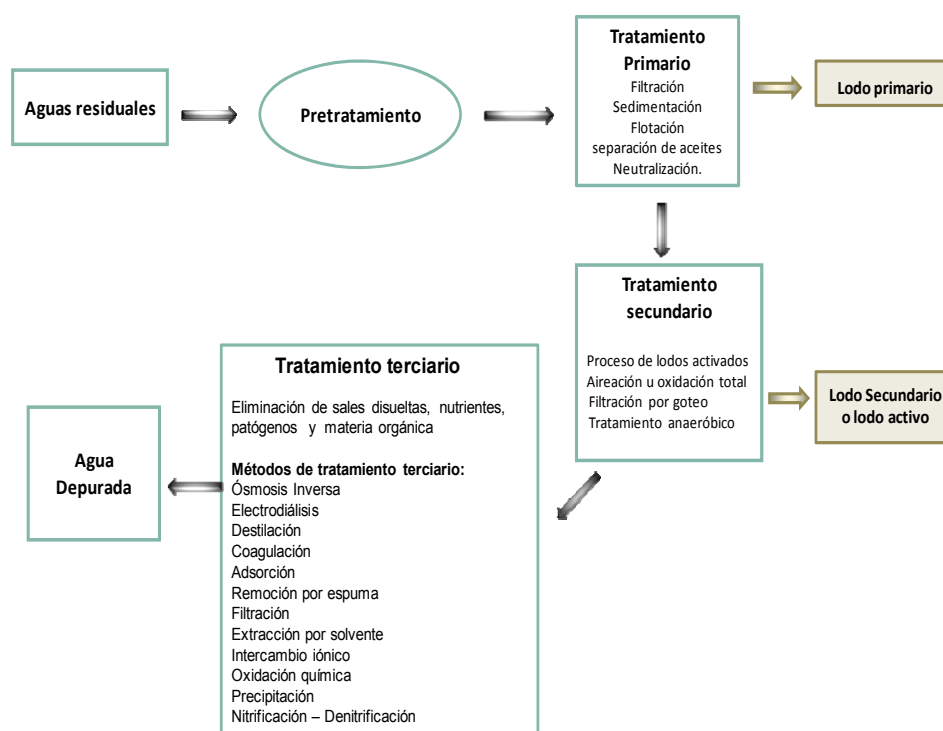 Aguas residuales
Pretratamiento
Tratamiento
Primario
Filtración
Sedimentación
Flotación
separación de aceites
Neutralización.
Lodo primario
Tratamiento
secundario
Proceso de lodos activados
Aireación u oxidación total
Filtración por goteo
Tratamiento anaeróbico
Lodo Secundario
o lodo activo
Tratamiento terciario
Eliminación de sales disueltas, nutrientes,
patógenos y materia orgánica
Métodos de tratamiento terciario:
Ósmosis Inversa
Electrodiálisis
Destilación
Coagulación
Adsorción
Remoción por espuma
Filtración
Extracción por solvente
Intercambio iónico
Oxidación química
Precipitación
Nitrificación – Denitrificación
Agua
Depurada